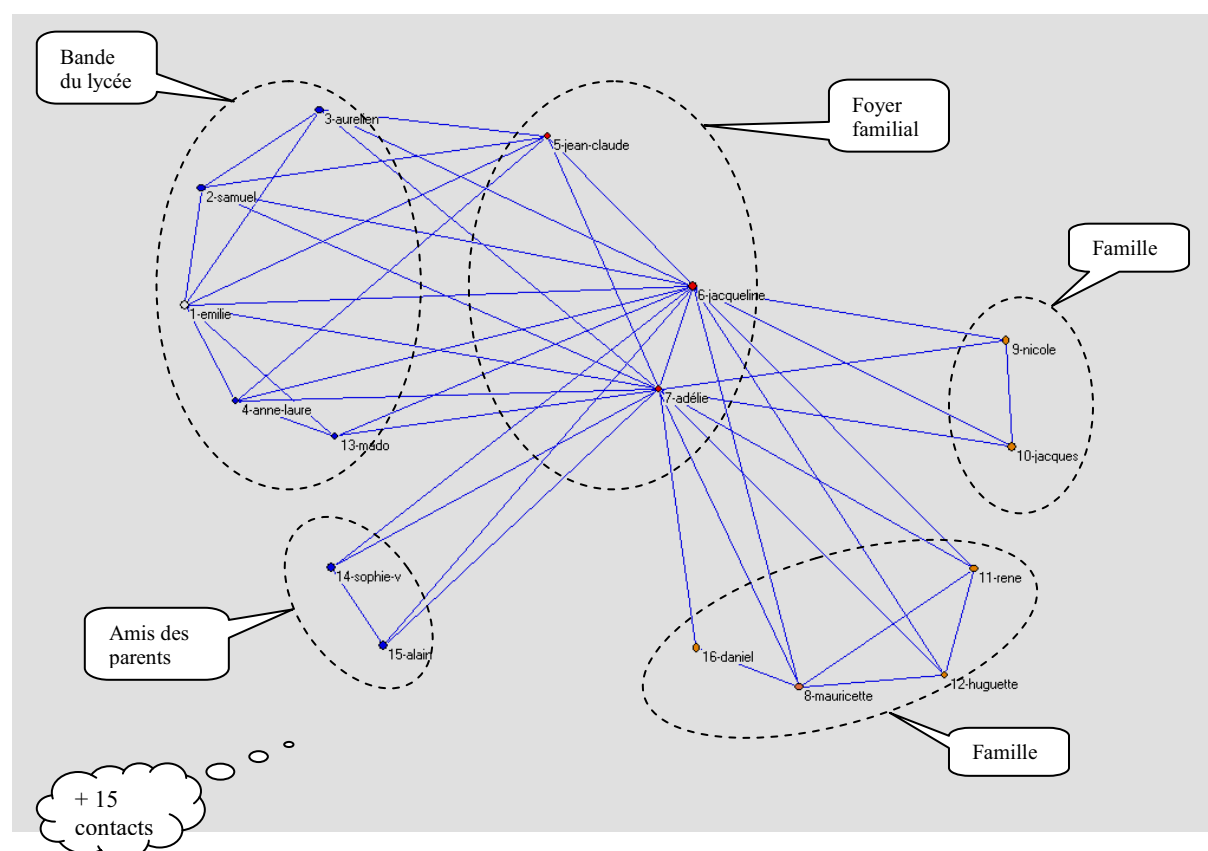 Bande
du lycée
Foyer
familial
3-aurelien
5-jean-claude
2-samuel
Famille
6-jacqueline
1-emilie
9-nicole
7-adélie
4-anne-laure
13-mado
10-jacques
14-sophie-v
11-rene
Amis des
parents
15-alain
16-daniel
12-huguette
8-mauricette
Famille
+ 15
contacts